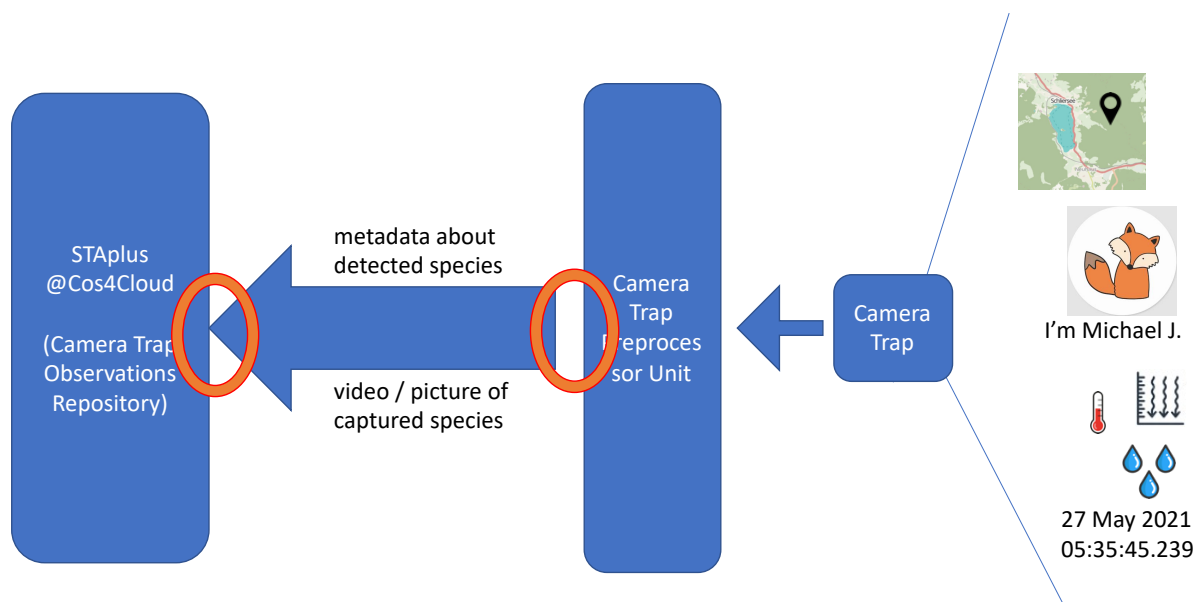 STAplus
@Cos4Cloud
(Camera Trap
Observations
Repository)
metadata about
detected species
video / picture of
captured species
Camera
Trap
Preproces
sor Unit
Camera
Trap
Schliersee
I'm Michael J.
27 May 2021
05:35:45.239